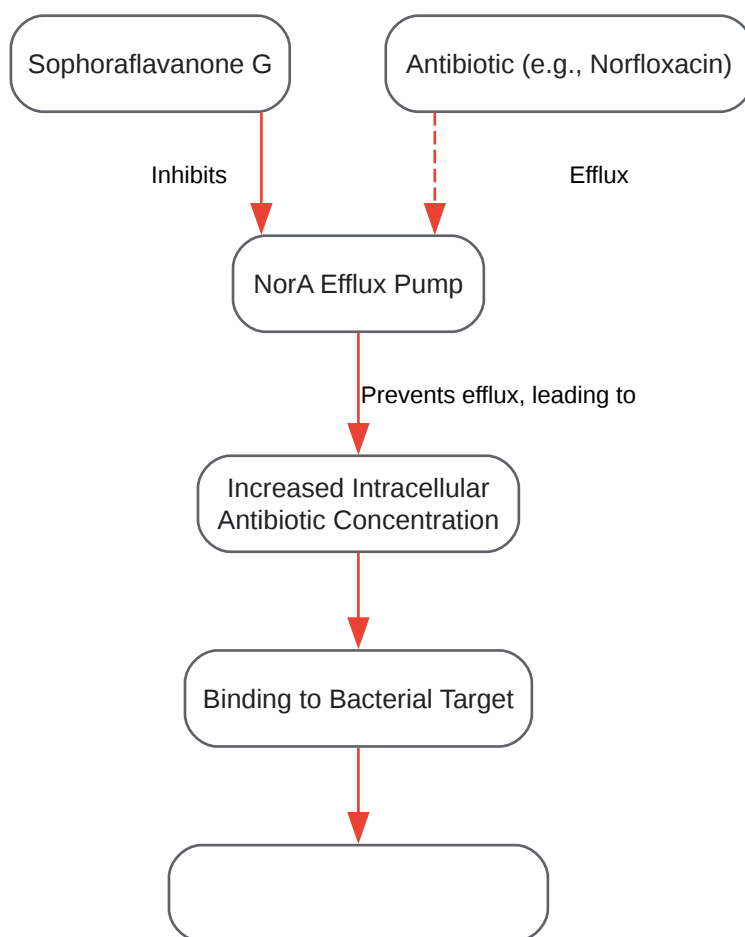 Sophoraflavanone G
Antibiotic (e.g., Norfloxacin)
Inhibits
Efflux
NorA Efflux Pump
Prevents efflux, leading to
Increased Intracellular
Antibiotic Concentration
Binding to Bacterial Target